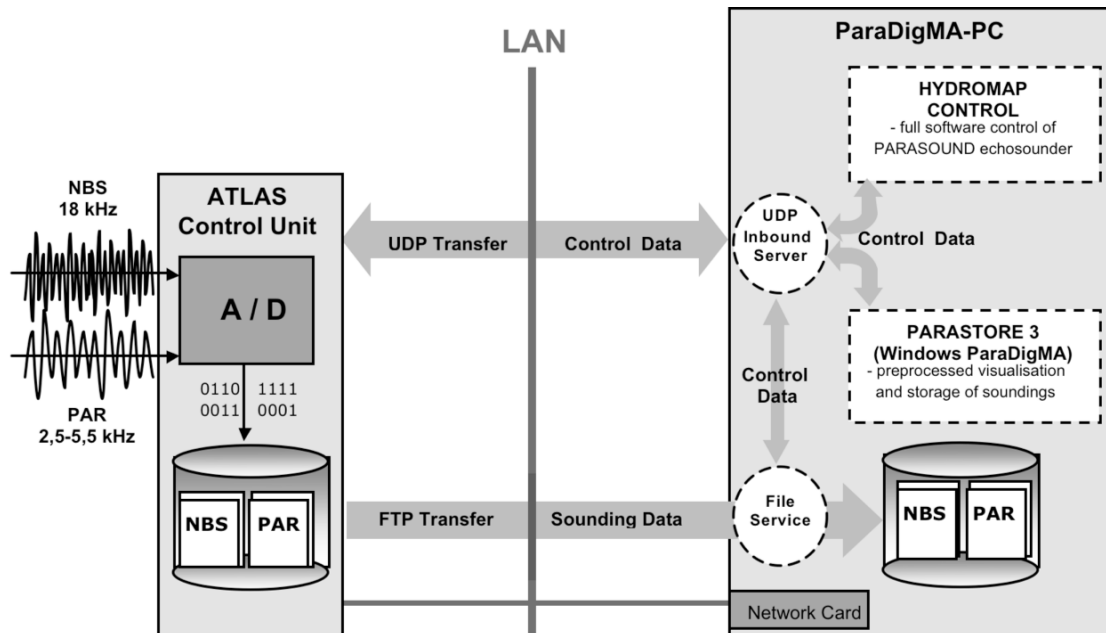 LAN
NBS
18 kHz
PAR
2,5-5,5 kHz
ATLAS
Control Unit
A / D
0110 1111
0011 0001
NBS PAR
UDP Transfer Control Data
FTP Transfer Sounding Data
ParaDigMA-PC
HYDROMAP
CONTROL
- full software control of
PARASOUND echosounder
UDP
Inbound
Server
Control Data
PARASTORE 3
(Windows ParaDigMA)
- preprocessed visualisation
and storage of soundings
Control
Data
File
Service
NBS PAR
Network Card